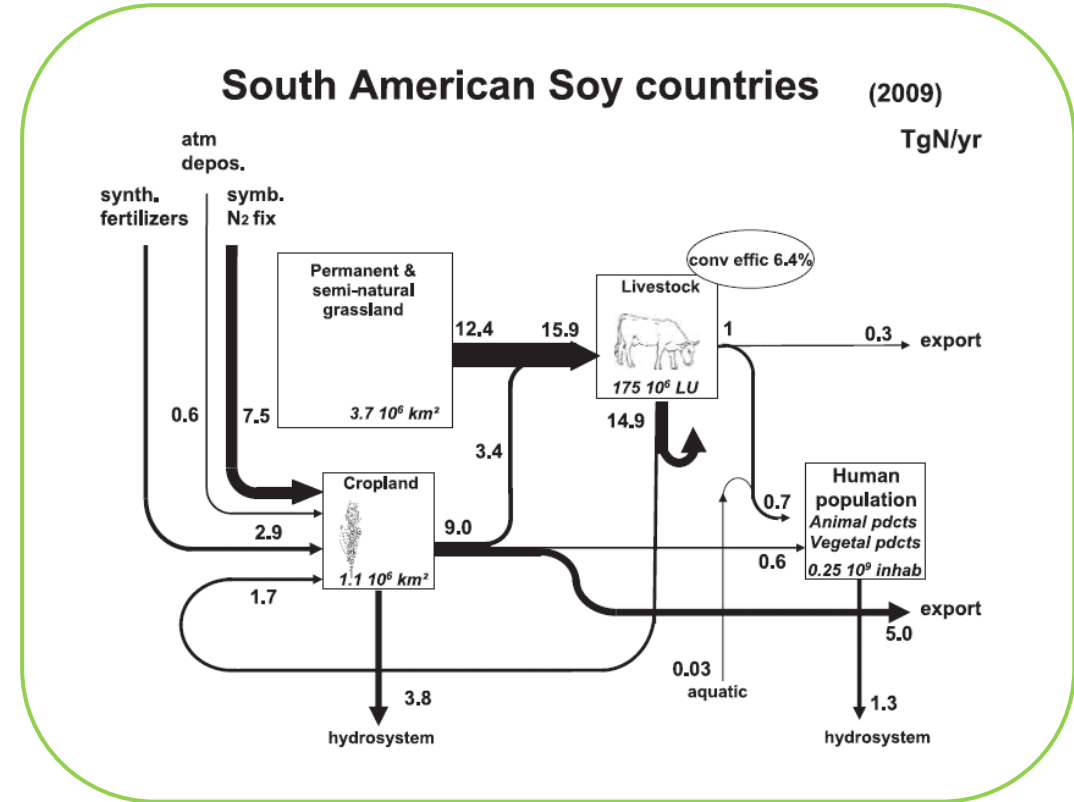 South American Soy countries (2009)
TgN/yr
atm
depos.
synth.
fertilizers
symb.
N2 fix
conv effic 6.4%
Permanent &
semi-natural
grassland
3.7 10⁶ km²
Livestock
175 10⁶ LU
12.4
15.9
1
0.3
export
0.6
7.5
3.4
14.9
Cropland
1.1 10⁶ km²
9.0
2.9
1.7
Human
population
Animal pdcts
Vegetal pdcts
0.25 10⁹ inhab
0.7
0.6
export
5.0
0.03
aquatic
3.8
hydrosystem
1.3
hydrosystem